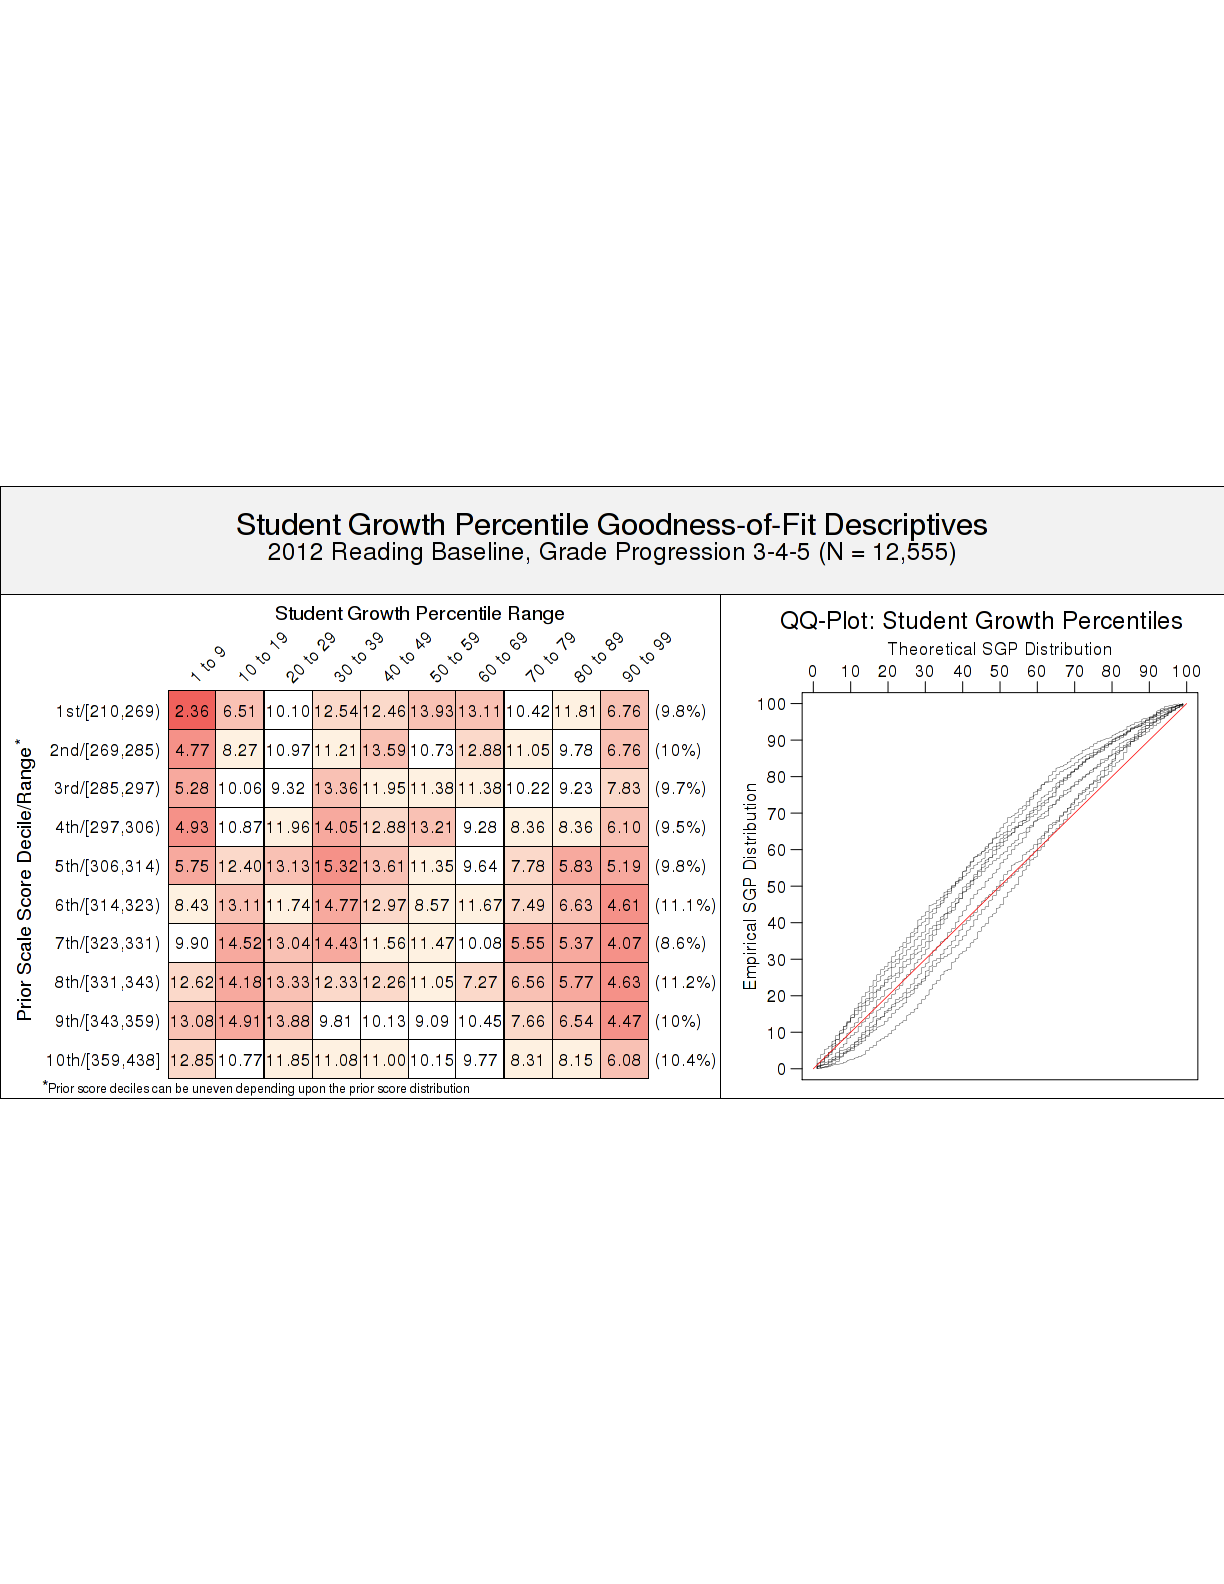 Student Growth Percentile Goodness-of-Fit Descriptives
2012 Reading Baseline, Grade Progression 3-4-5 (N = 12,555)
Student Growth Percentile Range
1 to 9 10 to 19 20 to 29 30 to 39 40 to 49 50 to 59 60 to 69 70 to 79 80 to 89 90 to 99
Prior Scale Score Decile/Range*
1st/[210,269) 2.36 6.51 10.10 12.54 12.46 13.93 13.11 10.42 11.81 6.76 (9.8%)
2nd/[269,285) 4.77 8.27 10.97 11.21 13.59 10.73 12.88 11.05 9.78 6.76 (10%)
3rd/[285,297) 5.28 10.06 9.32 13.36 11.95 11.38 11.38 10.22 9.23 7.83 (9.7%)
4th/[297,306) 4.93 10.87 11.96 14.05 12.88 13.21 9.28 8.36 8.36 6.10 (9.5%)
5th/[306,314) 5.75 12.40 13.13 15.32 13.61 11.35 9.64 7.78 5.83 5.19 (9.8%)
6th/[314,323) 8.43 13.11 11.74 14.77 12.97 8.57 11.67 7.49 6.63 4.61 (11.1%)
7th/[323,331) 9.90 14.52 13.04 14.43 11.56 11.47 10.08 5.55 5.37 4.07 (8.6%)
8th/[331,343) 12.62 14.18 13.33 12.33 12.26 11.05 7.27 6.56 5.77 4.63 (11.2%)
9th/[343,359) 13.08 14.91 13.88 9.81 10.13 9.09 10.45 7.66 6.54 4.47 (10%)
10th/[359,438] 12.85 10.77 11.85 11.08 11.00 10.15 9.77 8.31 8.15 6.08 (10.4%)
*Prior score deciles can be uneven depending upon the prior score distribution
QQ-Plot: Student Growth Percentiles
Theoretical SGP Distribution
0 10 20 30 40 50 60 70 80 90 100
Empirical SGP Distribution
100
90
80
70
60
50
40
30
20
10
0